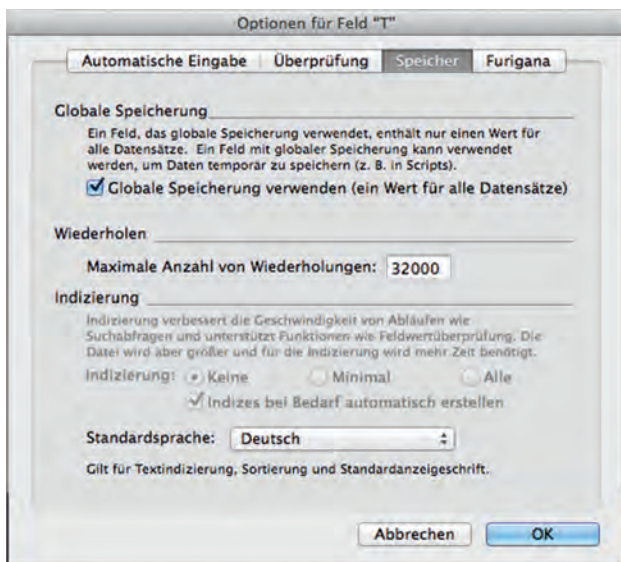 Optionen für Feld "T"
Automatische Eingabe Überprüfung Speicher Furigana
Globale Speicherung
Ein Feld, das globale Speicherung verwendet, enthält nur einen Wert für
alle Datensätze. Ein Feld mit globaler Speicherung kann verwendet
werden, um Daten temporär zu speichern (z. B. in Scripts).
Globale Speicherung verwenden (ein Wert für alle Datensätze)
Wiederholen
Maximale Anzahl von Wiederholungen: 32000
Indizierung
Indizierung verbessert die Geschwindigkeit von Abläufen wie
Suchabfragen und unterstützt Funktionen wie Feldwertüberprüfung. Die
Datei wird aber größer und für die Indizierung wird mehr Zeit benötigt.
Indizierung: Keine Minimal Alle
Indizes bei Bedarf automatisch erstellen
Standardsprache: Deutsch
Gilt für Textindizierung, Sortierung und Standardanzeigeschrift.
Abbrechen OK